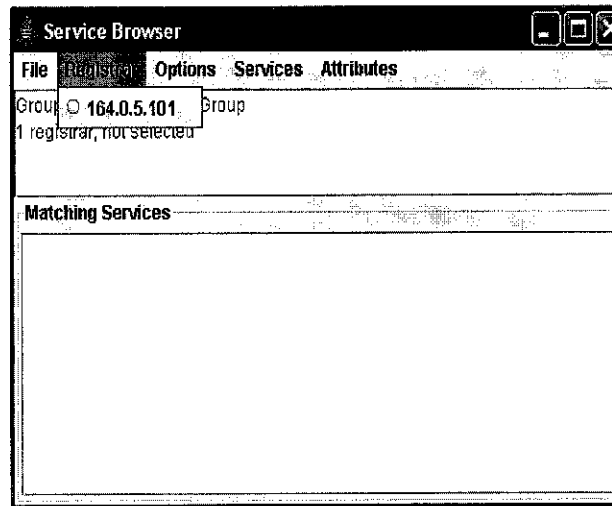 Service Browser
File Registrar Options Services Attributes
Group
164.0.5.101
Group
1 registrar, not selected
Matching Services